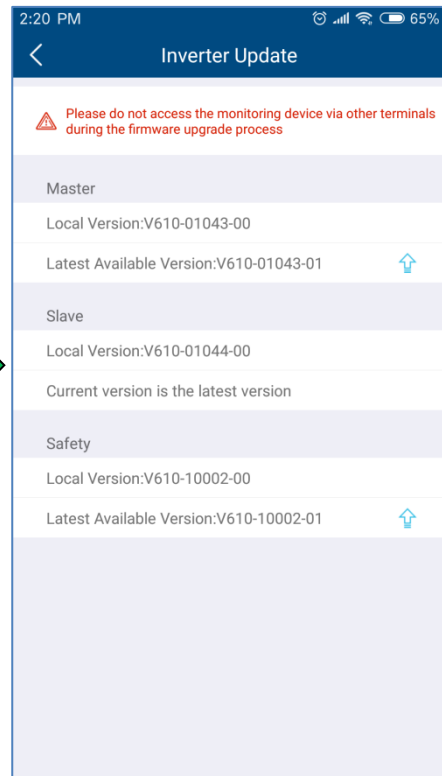 2:20 PM 65%
Inverter Update
Please do not access the monitoring device via other terminals
during the firmware upgrade process
Master
Local Version:V610-01043-00
Latest Available Version:V610-01043-01
Slave
Local Version:V610-01044-00
Current version is the latest version
Safety
Local Version:V610-10002-00
Latest Available Version:V610-10002-01